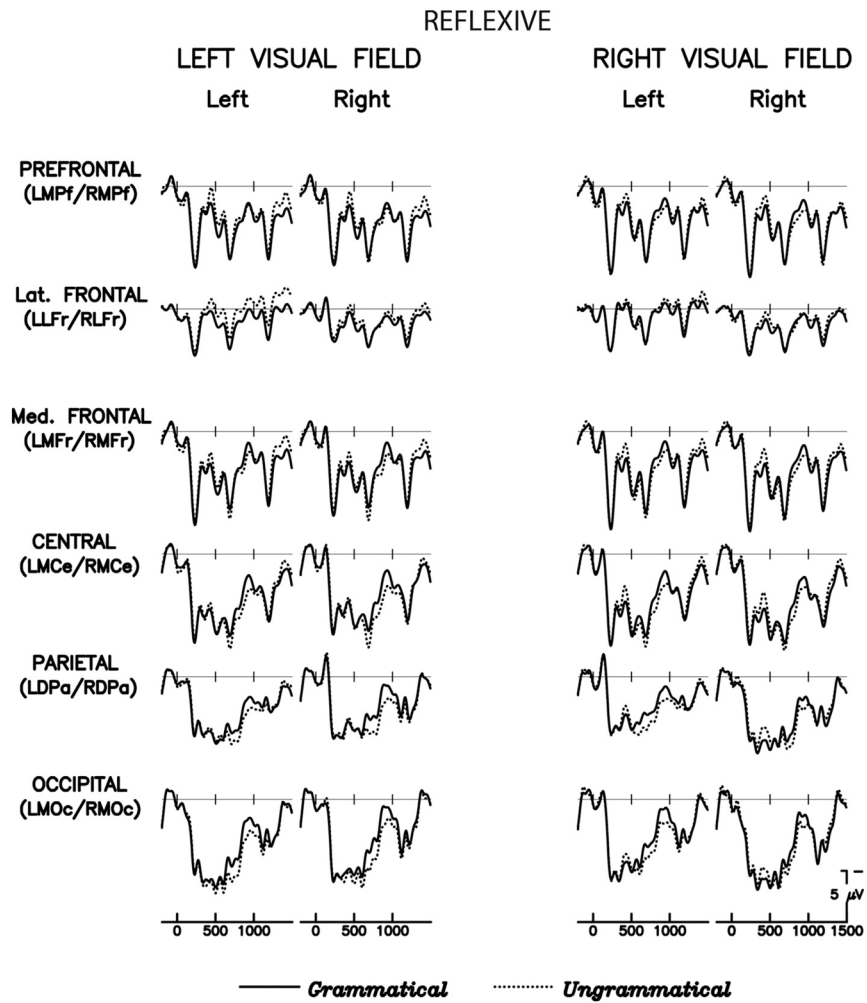 REFLEXIVE
LEFT VISUAL FIELD RIGHT VISUAL FIELD
Left Right Left Right
PREFRONTAL
(LMPf/RMPf)
Lat. FRONTAL
(LLFr/RLFr)
Med. FRONTAL
(LMFr/RMFr)
CENTRAL
(LMCe/RMCe)
PARIETAL
(LDPa/RDPa)
OCCIPITAL
(LMOc/RMOc)
5 μV
0 500 1000 0 500 1000 0 500 1000 0 500 1000 1500
Grammatical Ungrammatical